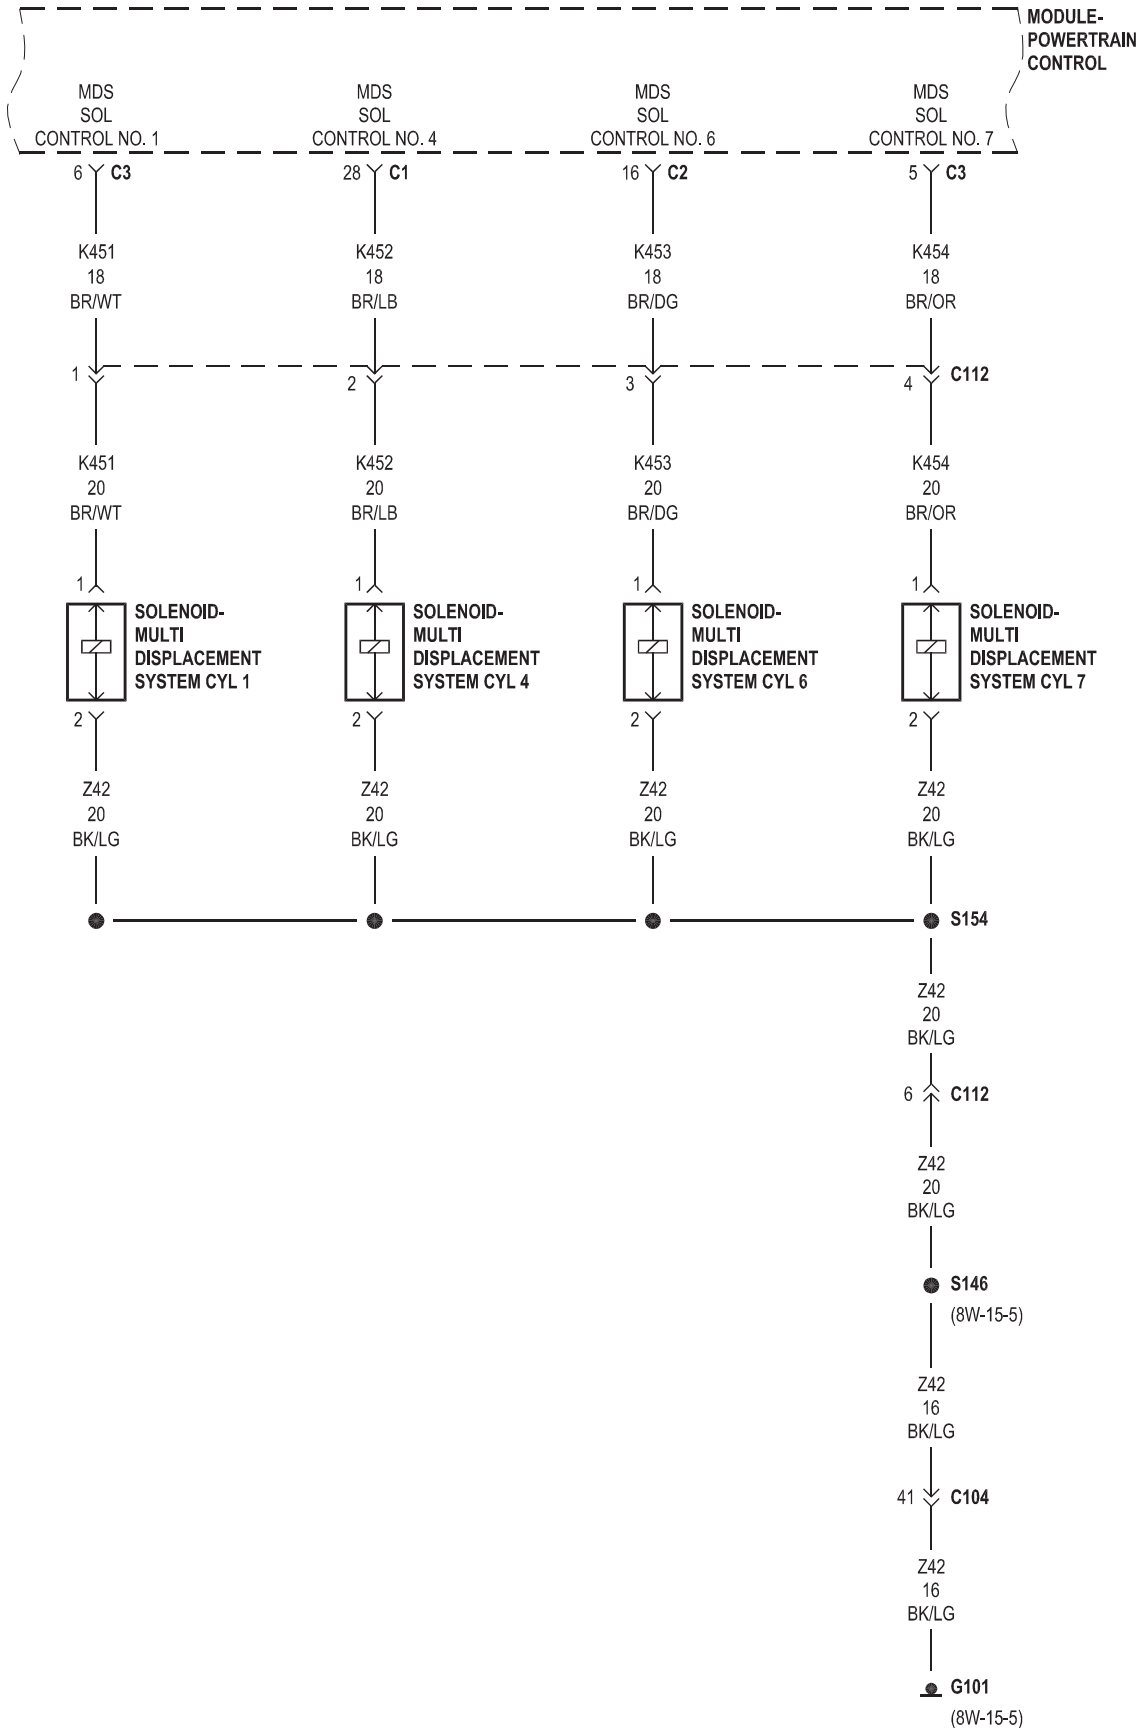 MODULE-
POWERTRAIN
CONTROL
MDS MDS MDS MDS
SOL SOL SOL SOL
CONTROL NO. 1 CONTROL NO. 4 CONTROL NO. 6 CONTROL NO. 7
6 C3 28 C1 16 C2 5 C3
K451 K452 K453 K454
18 18 18 18
BR/WT BR/LB BR/DG BR/OR
1 2 3 4 C112
K451 K452 K453 K454
20 20 20 20
BR/WT BR/LB BR/DG BR/OR
1 1 1 1
SOLENOID- SOLENOID- SOLENOID- SOLENOID-
MULTI MULTI MULTI MULTI
DISPLACEMENT DISPLACEMENT DISPLACEMENT DISPLACEMENT
SYSTEM CYL 1 SYSTEM CYL 4 SYSTEM CYL 6 SYSTEM CYL 7
2 2 2 2
Z42 Z42 Z42 Z42
20 20 20 20
BK/LG BK/LG BK/LG BK/LG
S154
Z42
20
BK/LG
6 C112
Z42
20
BK/LG
S146
(8W-15-5)
Z42
16
BK/LG
41 C104
Z42
16
BK/LG
G101
(8W-15-5)